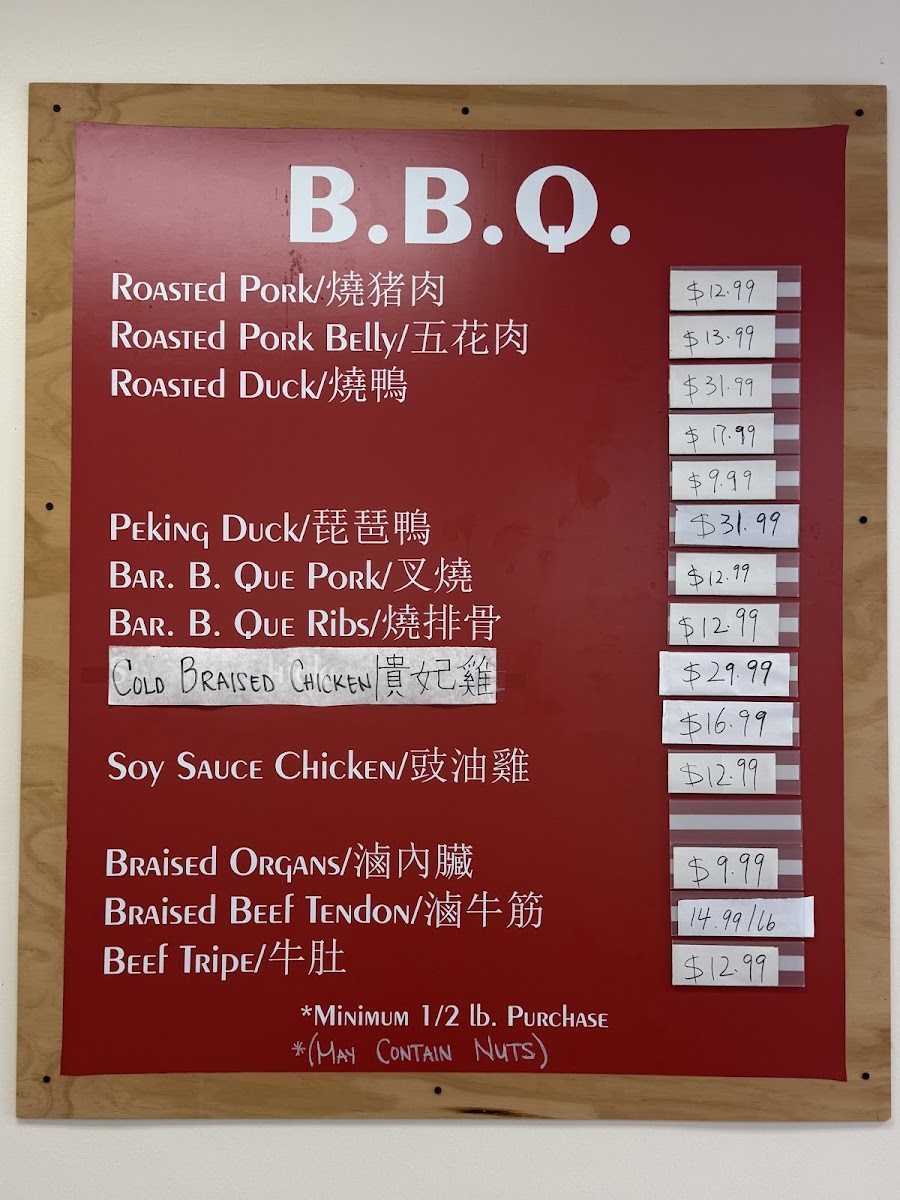 B.B.Q.
Roasted Pork/燒猪肉 $12.99
Roasted Pork Belly/五花肉 $13.99
Roasted Duck/燒鴨 $31.99
$17.99
$9.99
Peking Duck/琵琶鴨 $31.99
Bar. B. Que Pork/叉燒 $12.99
Bar. B. Que Ribs/燒排骨 $12.99
Cold Braised Chicken/貴妃雞 $29.99
$16.99
Soy Sauce Chicken/豉油雞 $12.99
Braised Organs/滷內臟 $9.99
Braised Beef Tendon/滷牛筋 14.99/lb
Beef Tripe/牛肚 $12.99
*Minimum 1/2 lb. Purchase
*(May Contain Nuts)